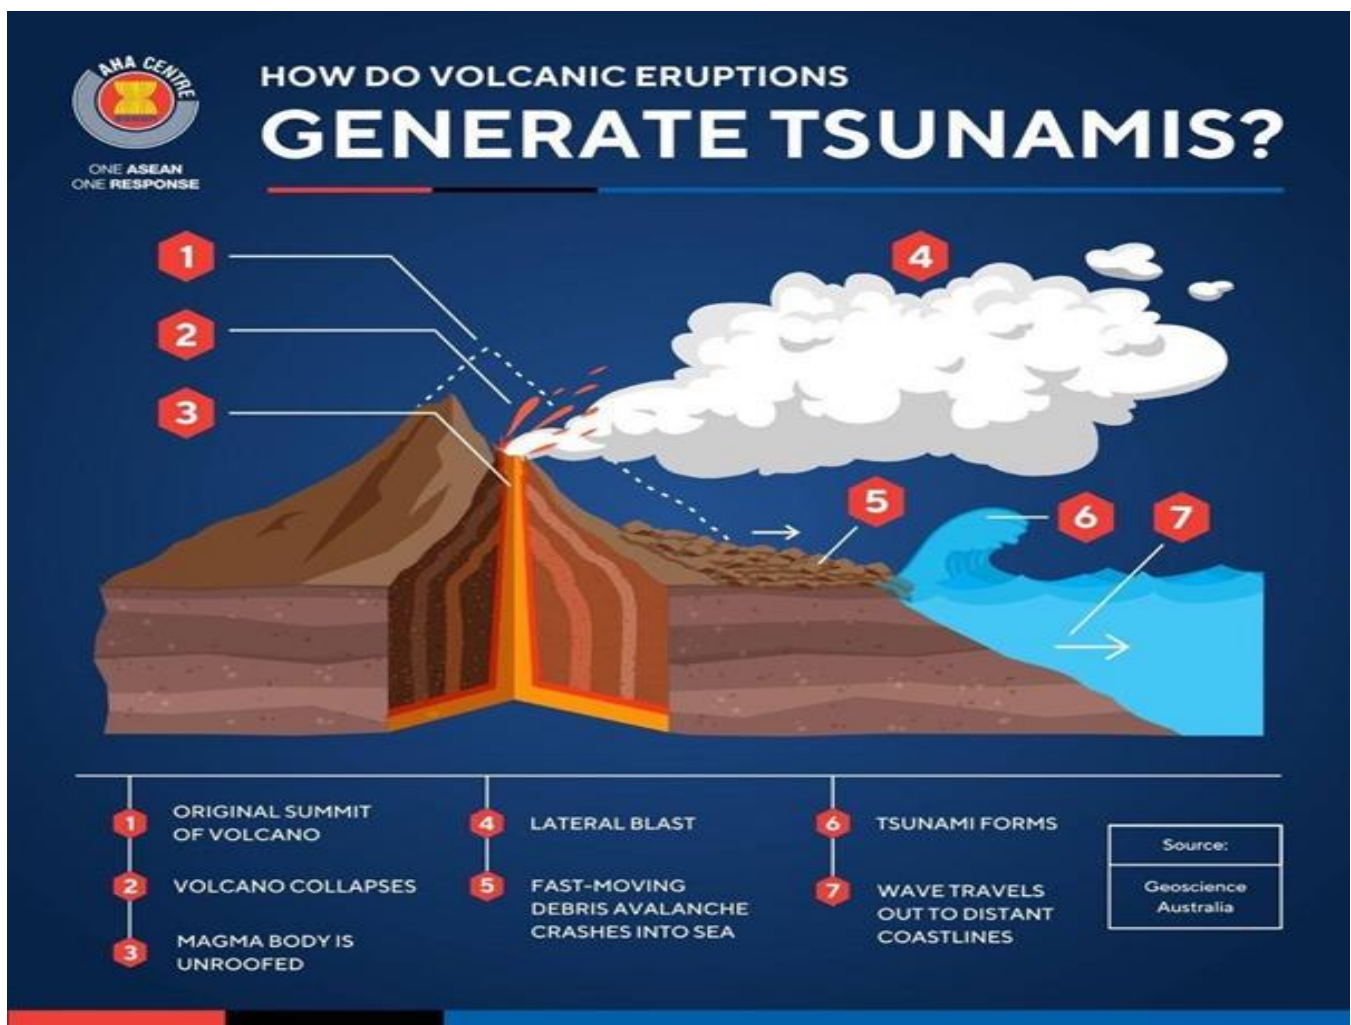 AHA CENTRE
ONE ASEAN
ONE RESPONSE
HOW DO VOLCANIC ERUPTIONS
GENERATE TSUNAMIS?
1
2
3
4
5
6
7
1
ORIGINAL SUMMIT
OF VOLCANO
2
VOLCANO COLLAPSES
3
MAGMA BODY IS
UNROOFED
4
LATERAL BLAST
5
FAST-MOVING
DEBRIS AVALANCHE
CRASHES INTO SEA
6
TSUNAMI FORMS
7
WAVE TRAVELS
OUT TO DISTANT
COASTLINES
Source:
Geoscience
Australia